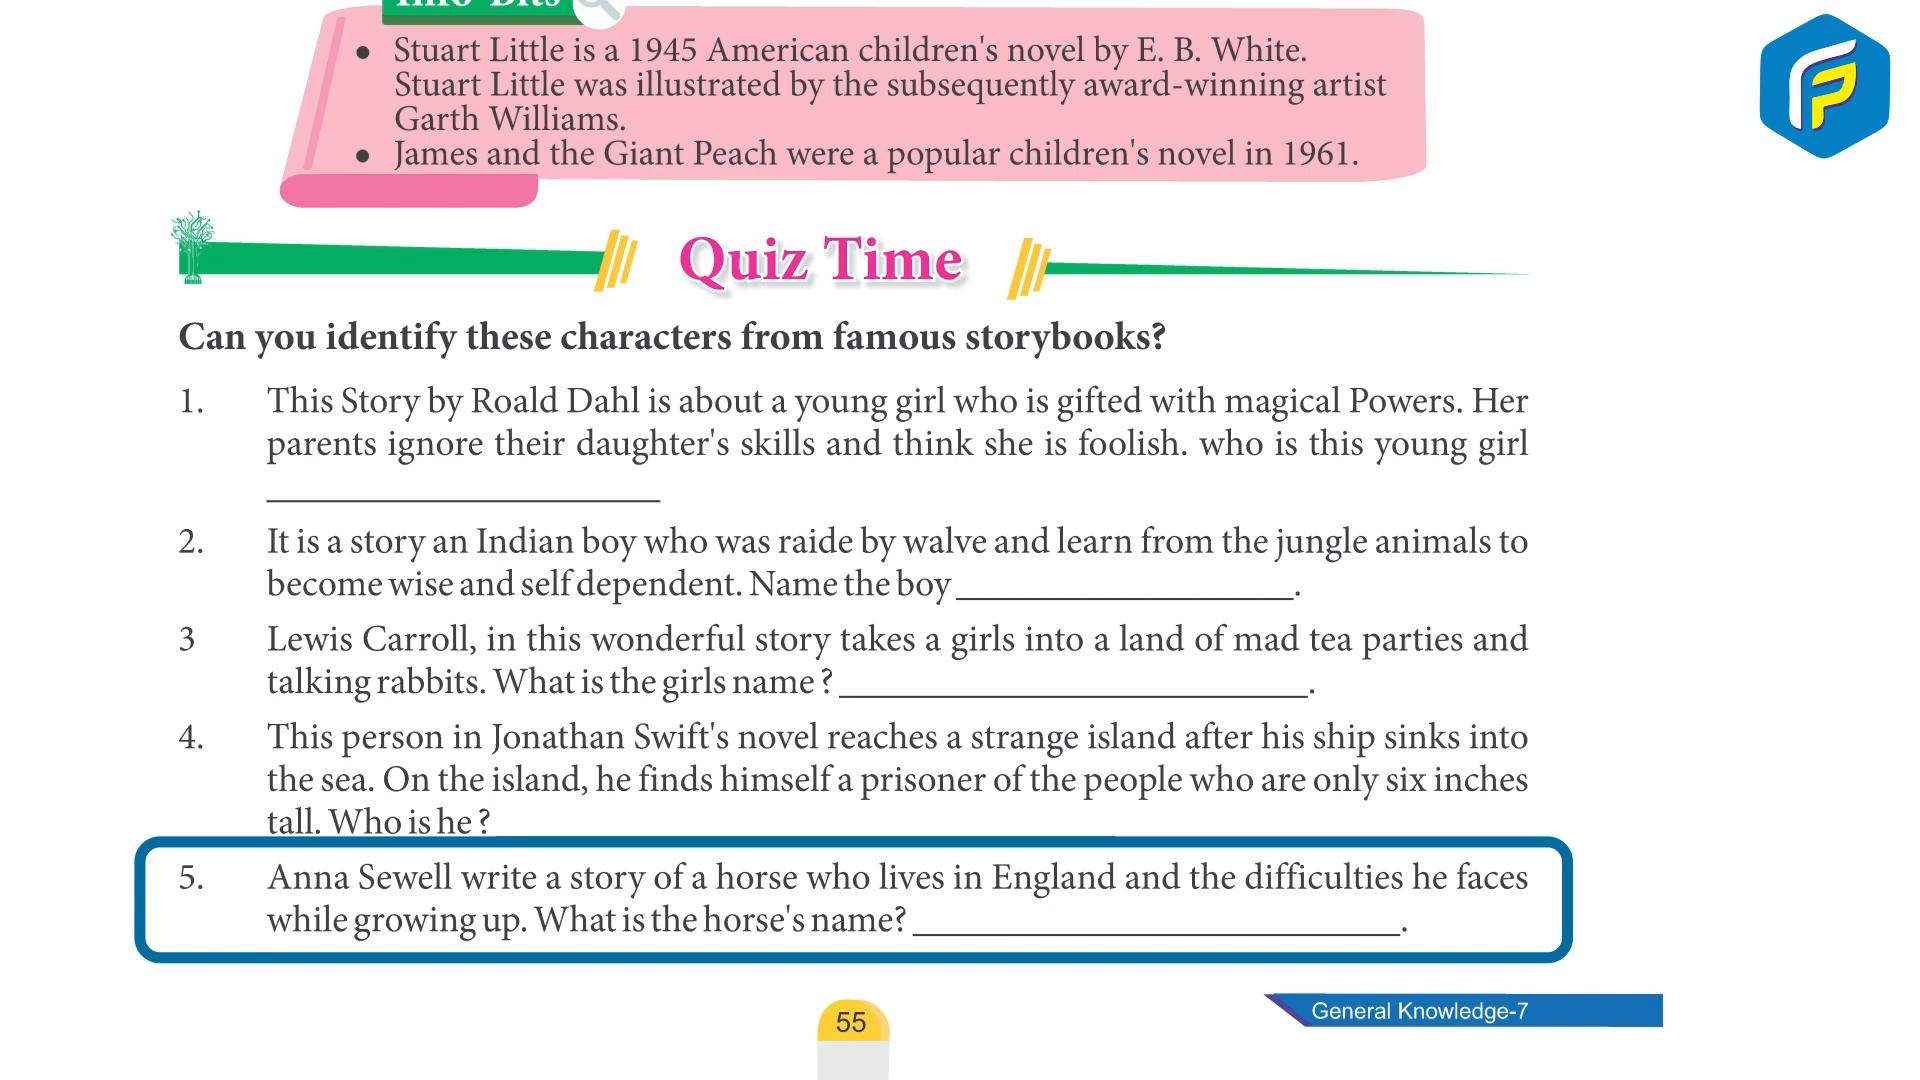 Info Bits
• Stuart Little is a 1945 American children's novel by E. B. White.
Stuart Little was illustrated by the subsequently award-winning artist
Garth Williams.
• James and the Giant Peach were a popular children's novel in 1961.
Quiz Time
Can you identify these characters from famous storybooks?
1. This Story by Roald Dahl is about a young girl who is gifted with magical Powers. Her
parents ignore their daughter's skills and think she is foolish. who is this young girl
____________________
2. It is a story an Indian boy who was raide by walve and learn from the jungle animals to
become wise and self dependent. Name the boy ____________________.
3 Lewis Carroll, in this wonderful story takes a girls into a land of mad tea parties and
talking rabbits. What is the girls name ? ____________________.
4. This person in Jonathan Swift's novel reaches a strange island after his ship sinks into
the sea. On the island, he finds himself a prisoner of the people who are only six inches
tall. Who is he ? ____________________
5. Anna Sewell write a story of a horse who lives in England and the difficulties he faces
while growing up. What is the horse's name? ____________________.
55
General Knowledge-7